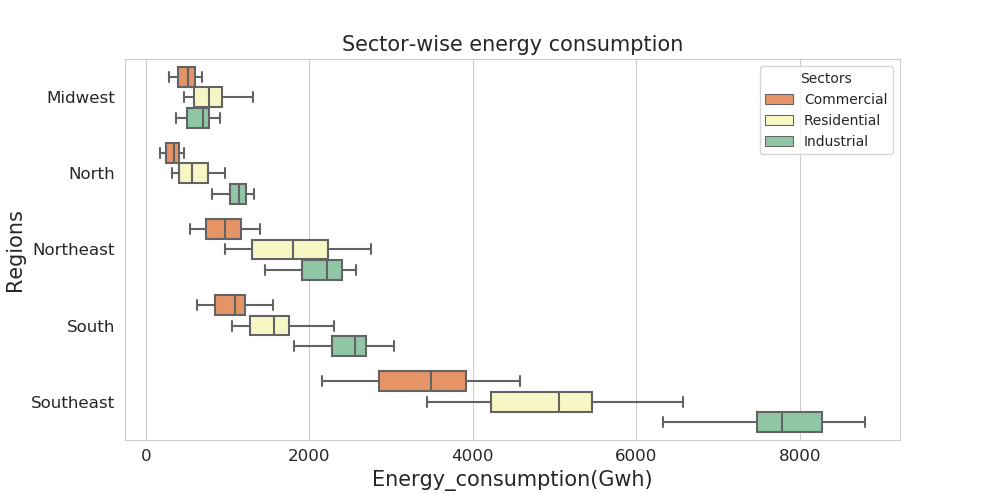 Sector-wise energy consumption
Sectors
Commercial
Residential
Industrial
Regions
Midwest
North
Northeast
South
Southeast
0 2000 4000 6000 8000
Energy_consumption(Gwh)